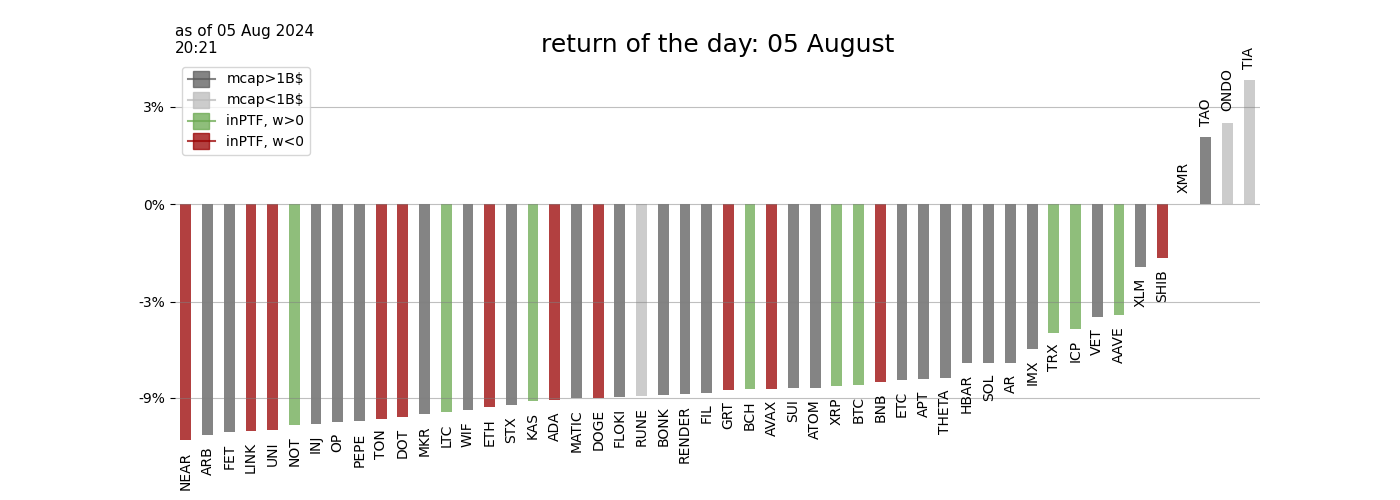 as of 05 Aug 2024
20:21
return of the day: 05 August
mcap>1B$
mcap<1B$
inPTF, w>0
inPTF, w<0
3%
0%
-3%
-9%
NEAR
ARB
FET
LINK
UNI
NOT
INJ
OP
PEPE
TON
DOT
MKR
LTC
WIF
ETH
STX
KAS
ADA
MATIC
DOGE
FLOKI
RUNE
BONK
RENDER
FIL
GRT
BCH
AVAX
SUI
ATOM
XRP
BTC
BNB
ETC
APT
THETA
HBAR
SOL
AR
IMX
TRX
ICP
VET
AAVE
XLM
SHIB
XMR
TAO
ONDO
TIA